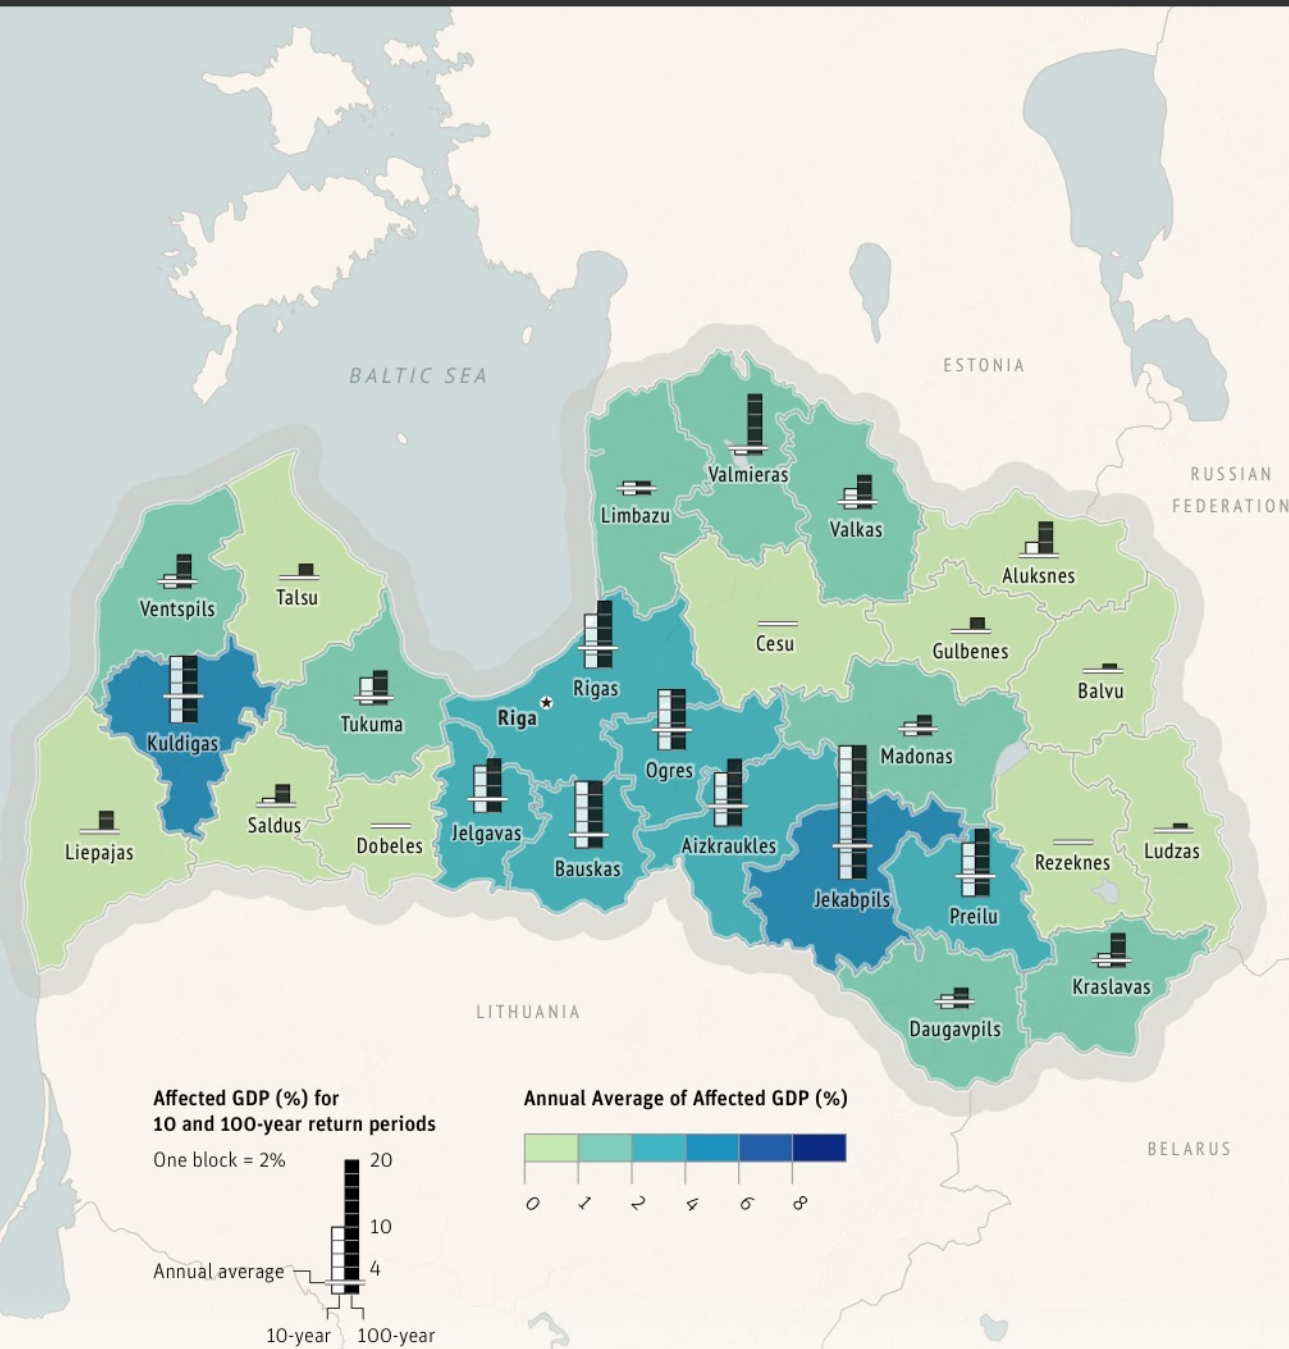 ESTONIA
BALTIC SEA
RUSSIAN
FEDERATION
Valmieras
Limbazu
Valkas
Aluksnes
Ventspils
Talsu
Cesu
Gulbenes
Balvu
Rigas
Riga
Tukuma
Kuldigas
Ogres
Madonas
Saldus
Jelgavas
Dobeles
Aizkraukles
Liepajas
Bauskas
Rezeknes
Ludzas
Jekabpils
Preilu
Kraslavas
LITHUANIA
Daugavpils
BELARUS
Affected GDP (%) for
10 and 100-year return periods
One block = 2%
20
10
4
Annual average
10-year
100-year
Annual Average of Affected GDP (%)
0 1 2 4 6 8